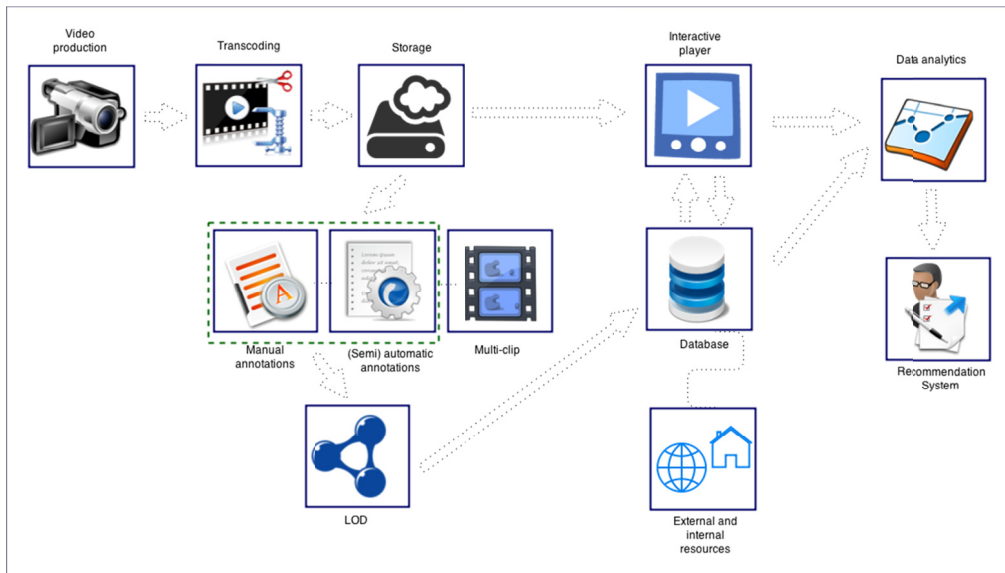 Video
production
Transcoding
Storage
Interactive
player
Data analytics
Manual
annotations
(Semi) automatic
annotations
Multi-clip
Database
Recommendation
System
LOD
External and
internal
resources
A